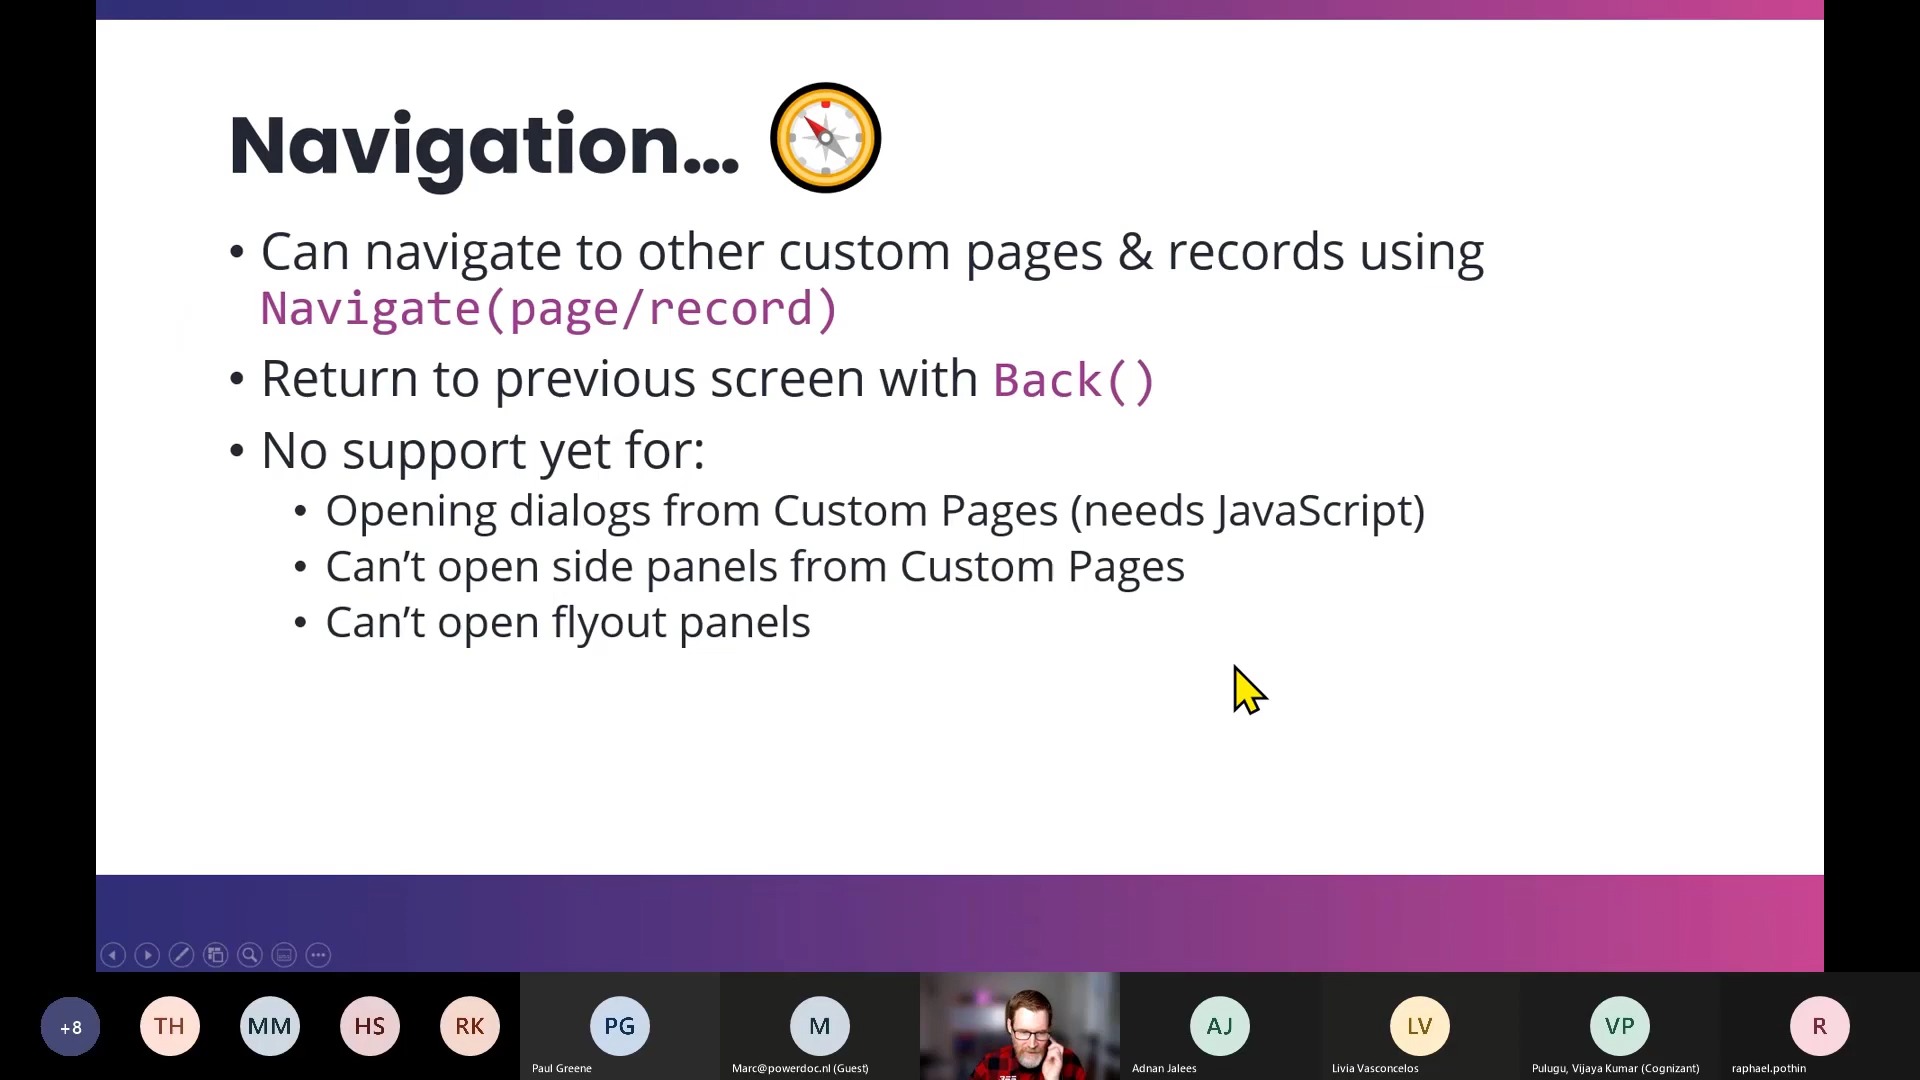 Navigation...
• Can navigate to other custom pages & records using
Navigate(page/record)
• Return to previous screen with Back()
• No support yet for:
• Opening dialogs from Custom Pages (needs JavaScript)
• Can’t open side panels from Custom Pages
• Can’t open flyout panels
+8
TH
MM
HS
RK
PG
M
AJ
LV
VP
R
Paul Greene
Marc@powerdoc.nl (Guest)
Adnan Jalees
Livia Vasconcelos
Pulugu, Vijaya Kumar (Cognizant)
raphael.pothin